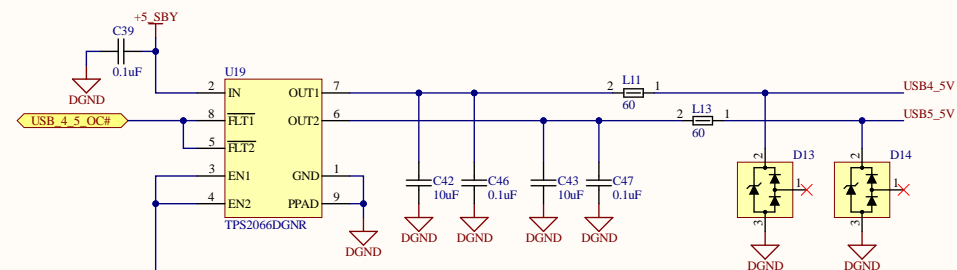 +5_SBY
C39
0.1uF
DGND
U19
2 IN OUT1 7
8 FLT1 OUT2 6
5 FLT2
3 EN1 GND 1
4 EN2 PPAD 9
TPS2066DGNR
USB_4_5_OC#
DGND
C42
10uF
DGND
C46
0.1uF
DGND
C43
10uF
DGND
C47
0.1uF
DGND
L11
2 1
60
USB4_5V
L13
2 1
60
USB5_5V
D13
2
1
3
DGND
D14
2
1
3
DGND